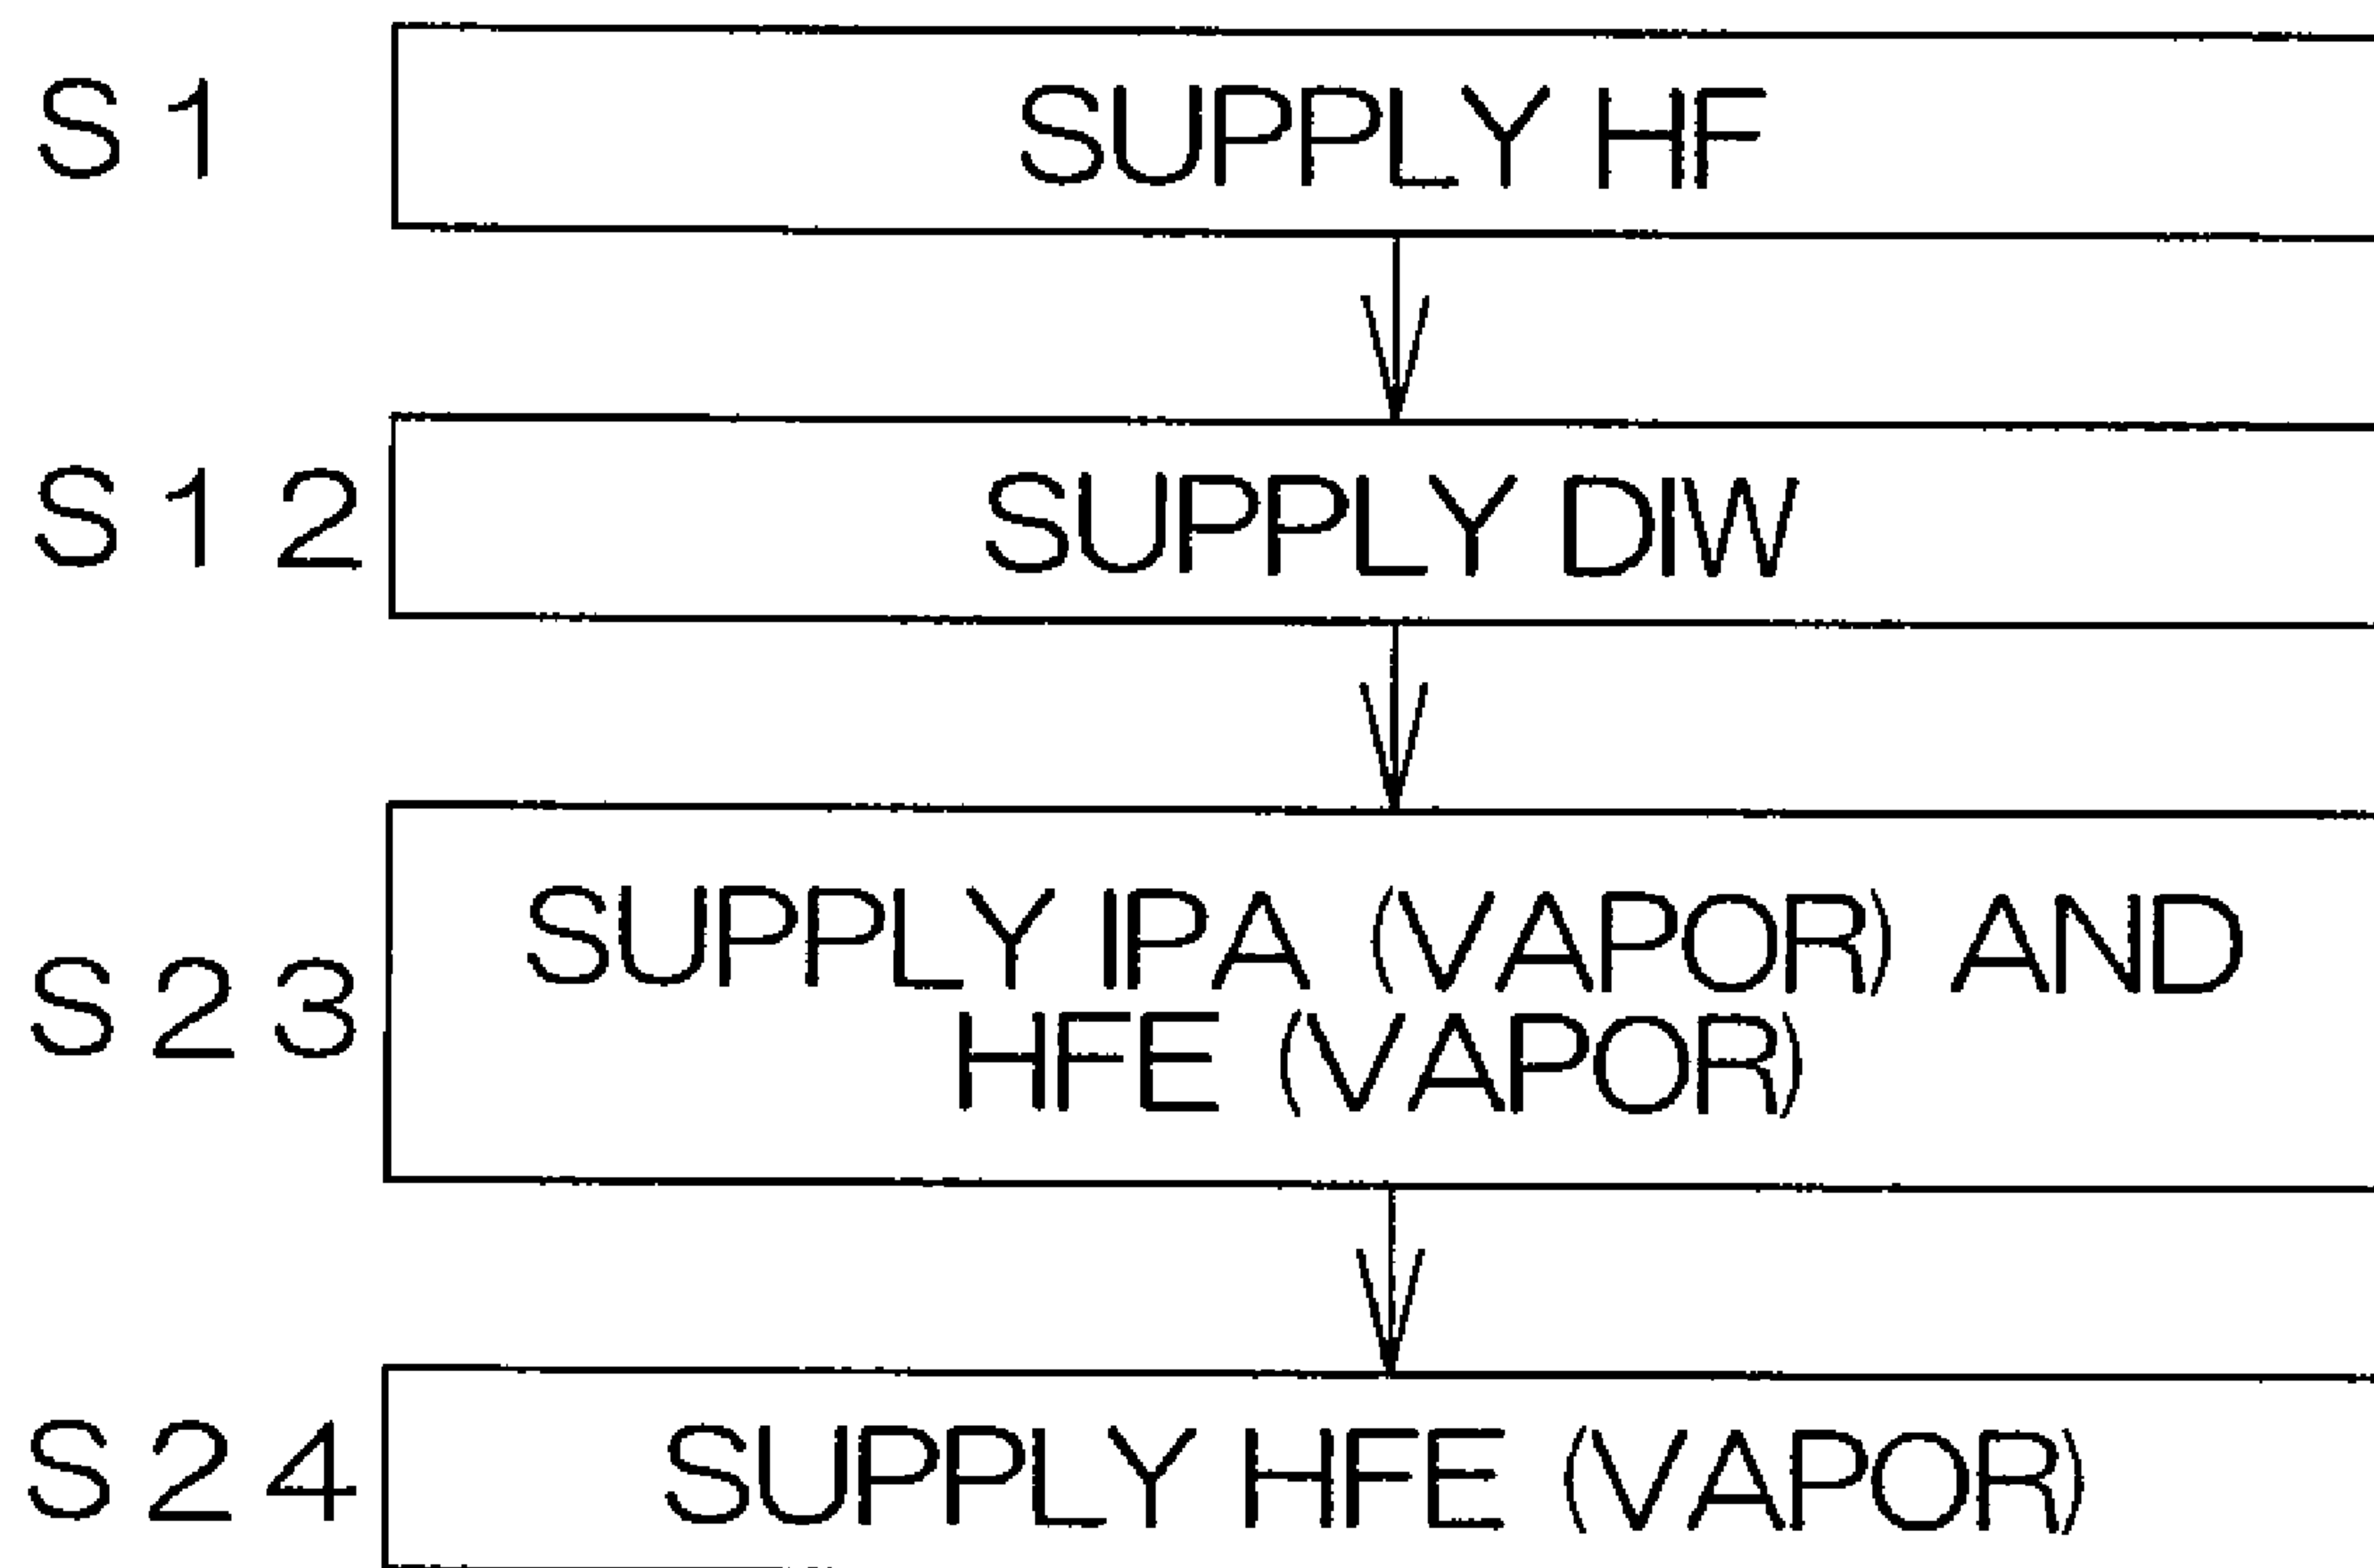 S1 SUPPLY HF
S12 SUPPLY DIW
S23 SUPPLY IPA (VAPOR) AND
HFE (VAPOR)
S24 SUPPLY HFE (VAPOR)